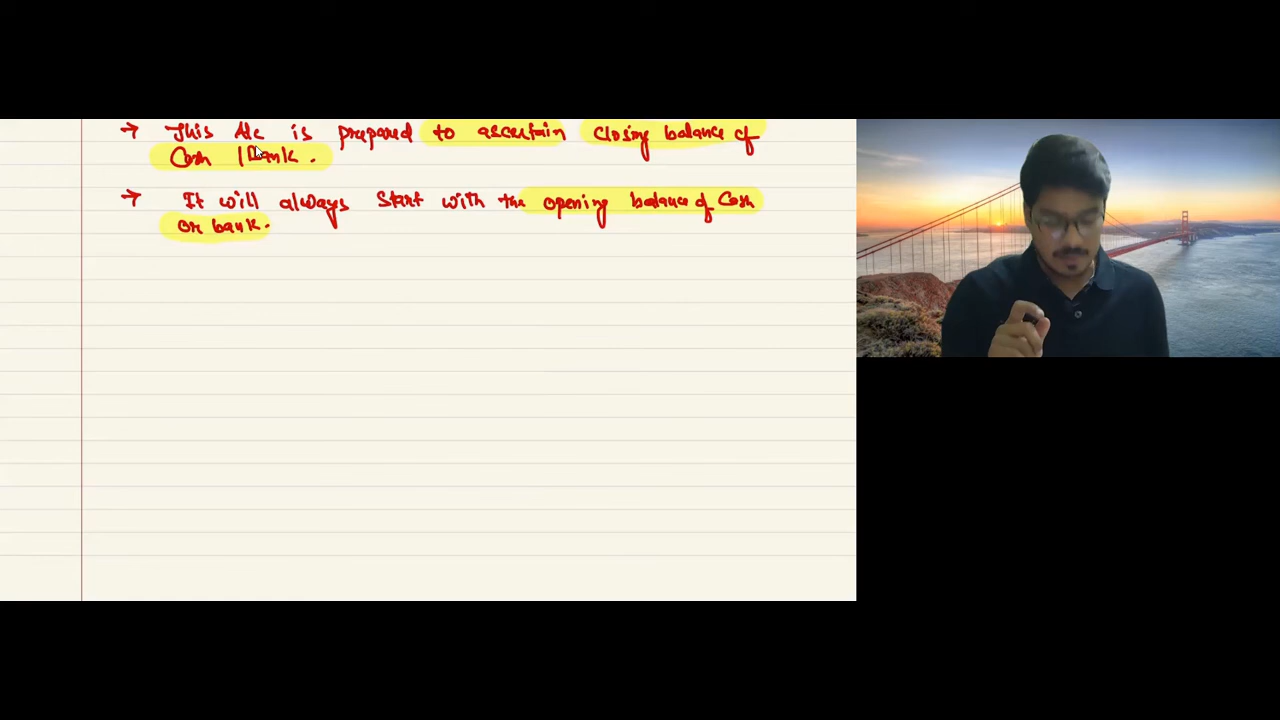 → This A/c is prepared to ascertain closing balance of
Cash / Bank.
→ It will always start with the opening balance of Cash
or bank.